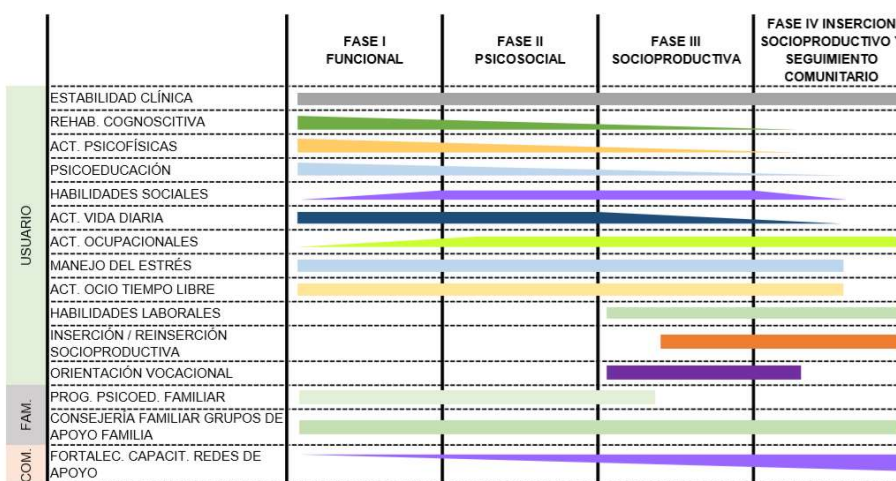 FASE I
FUNCIONAL
FASE II
PSICOSOCIAL
FASE III
SOCIOPRODUCTIVA
FASE IV INSERCION
SOCIOPRODUCTIVO Y
SEGUIMIENTO
COMUNITARIO
USUARIO
ESTABILIDAD CLÍNICA
REHAB. COGNOSCITIVA
ACT. PSICOFÍSICAS
PSICOEDUCACIÓN
HABILIDADES SOCIALES
ACT. VIDA DIARIA
ACT. OCUPACIONALES
MANEJO DEL ESTRÉS
ACT. OCIO TIEMPO LIBRE
HABILIDADES LABORALES
INSERCIÓN / REINSERCIÓN
SOCIOPRODUCTIVA
ORIENTACIÓN VOCACIONAL
FAM.
PROG. PSICOED. FAMILIAR
CONSEJERÍA FAMILIAR GRUPOS DE
APOYO FAMILIA
COM.
FORTALEC. CAPACIT. REDES DE
APOYO